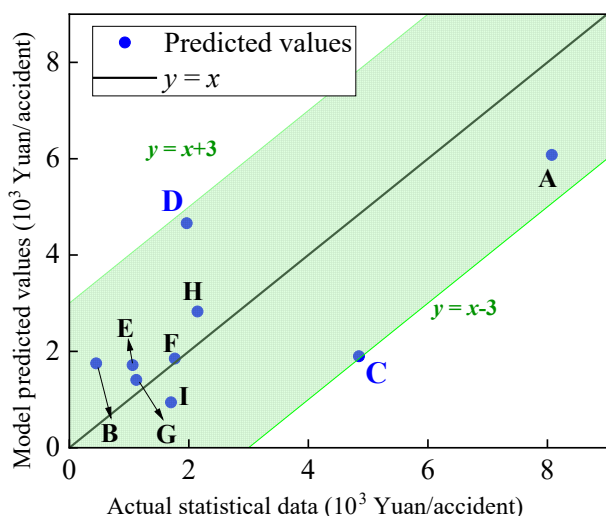 Predicted values
y = x
8
6
4
2
0
0
2
4
6
8
Model predicted values (10³ Yuan/accident)
Actual statistical data (10³ Yuan/accident)
y = x+3
y = x-3
A
D
H
E
F
C
I
B
G